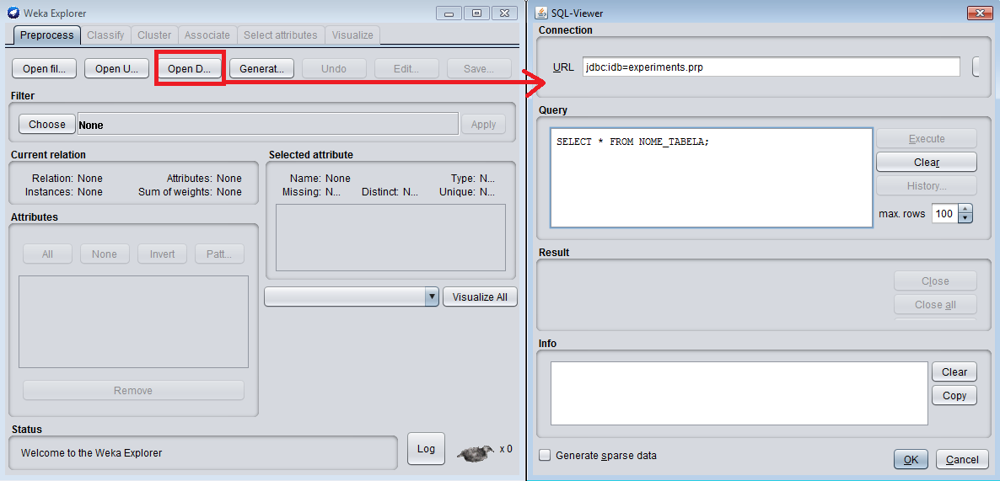 Weka Explorer
Preprocess Classify Cluster Associate Select attributes Visualize
Open fil... Open U... Open D... Generat... Undo Edit... Save...
Filter
Choose None Apply
Current relation
Relation: None Attributes: None
Instances: None Sum of weights: None
Selected attribute
Name: None Type: N...
Missing: N... Distinct: N... Unique: N...
Attributes
All None Invert Patt...
Visualize All
Remove
Status
Welcome to the Weka Explorer
Log
x 0
SQL-Viewer
Connection
URL jdbc:idb=experiments.prp
Query
SELECT * FROM NOME_TABELA;
Execute
Clear
History...
max. rows 100
Result
Close
Close all
Info
Clear
Copy
Generate sparse data
OK Cancel